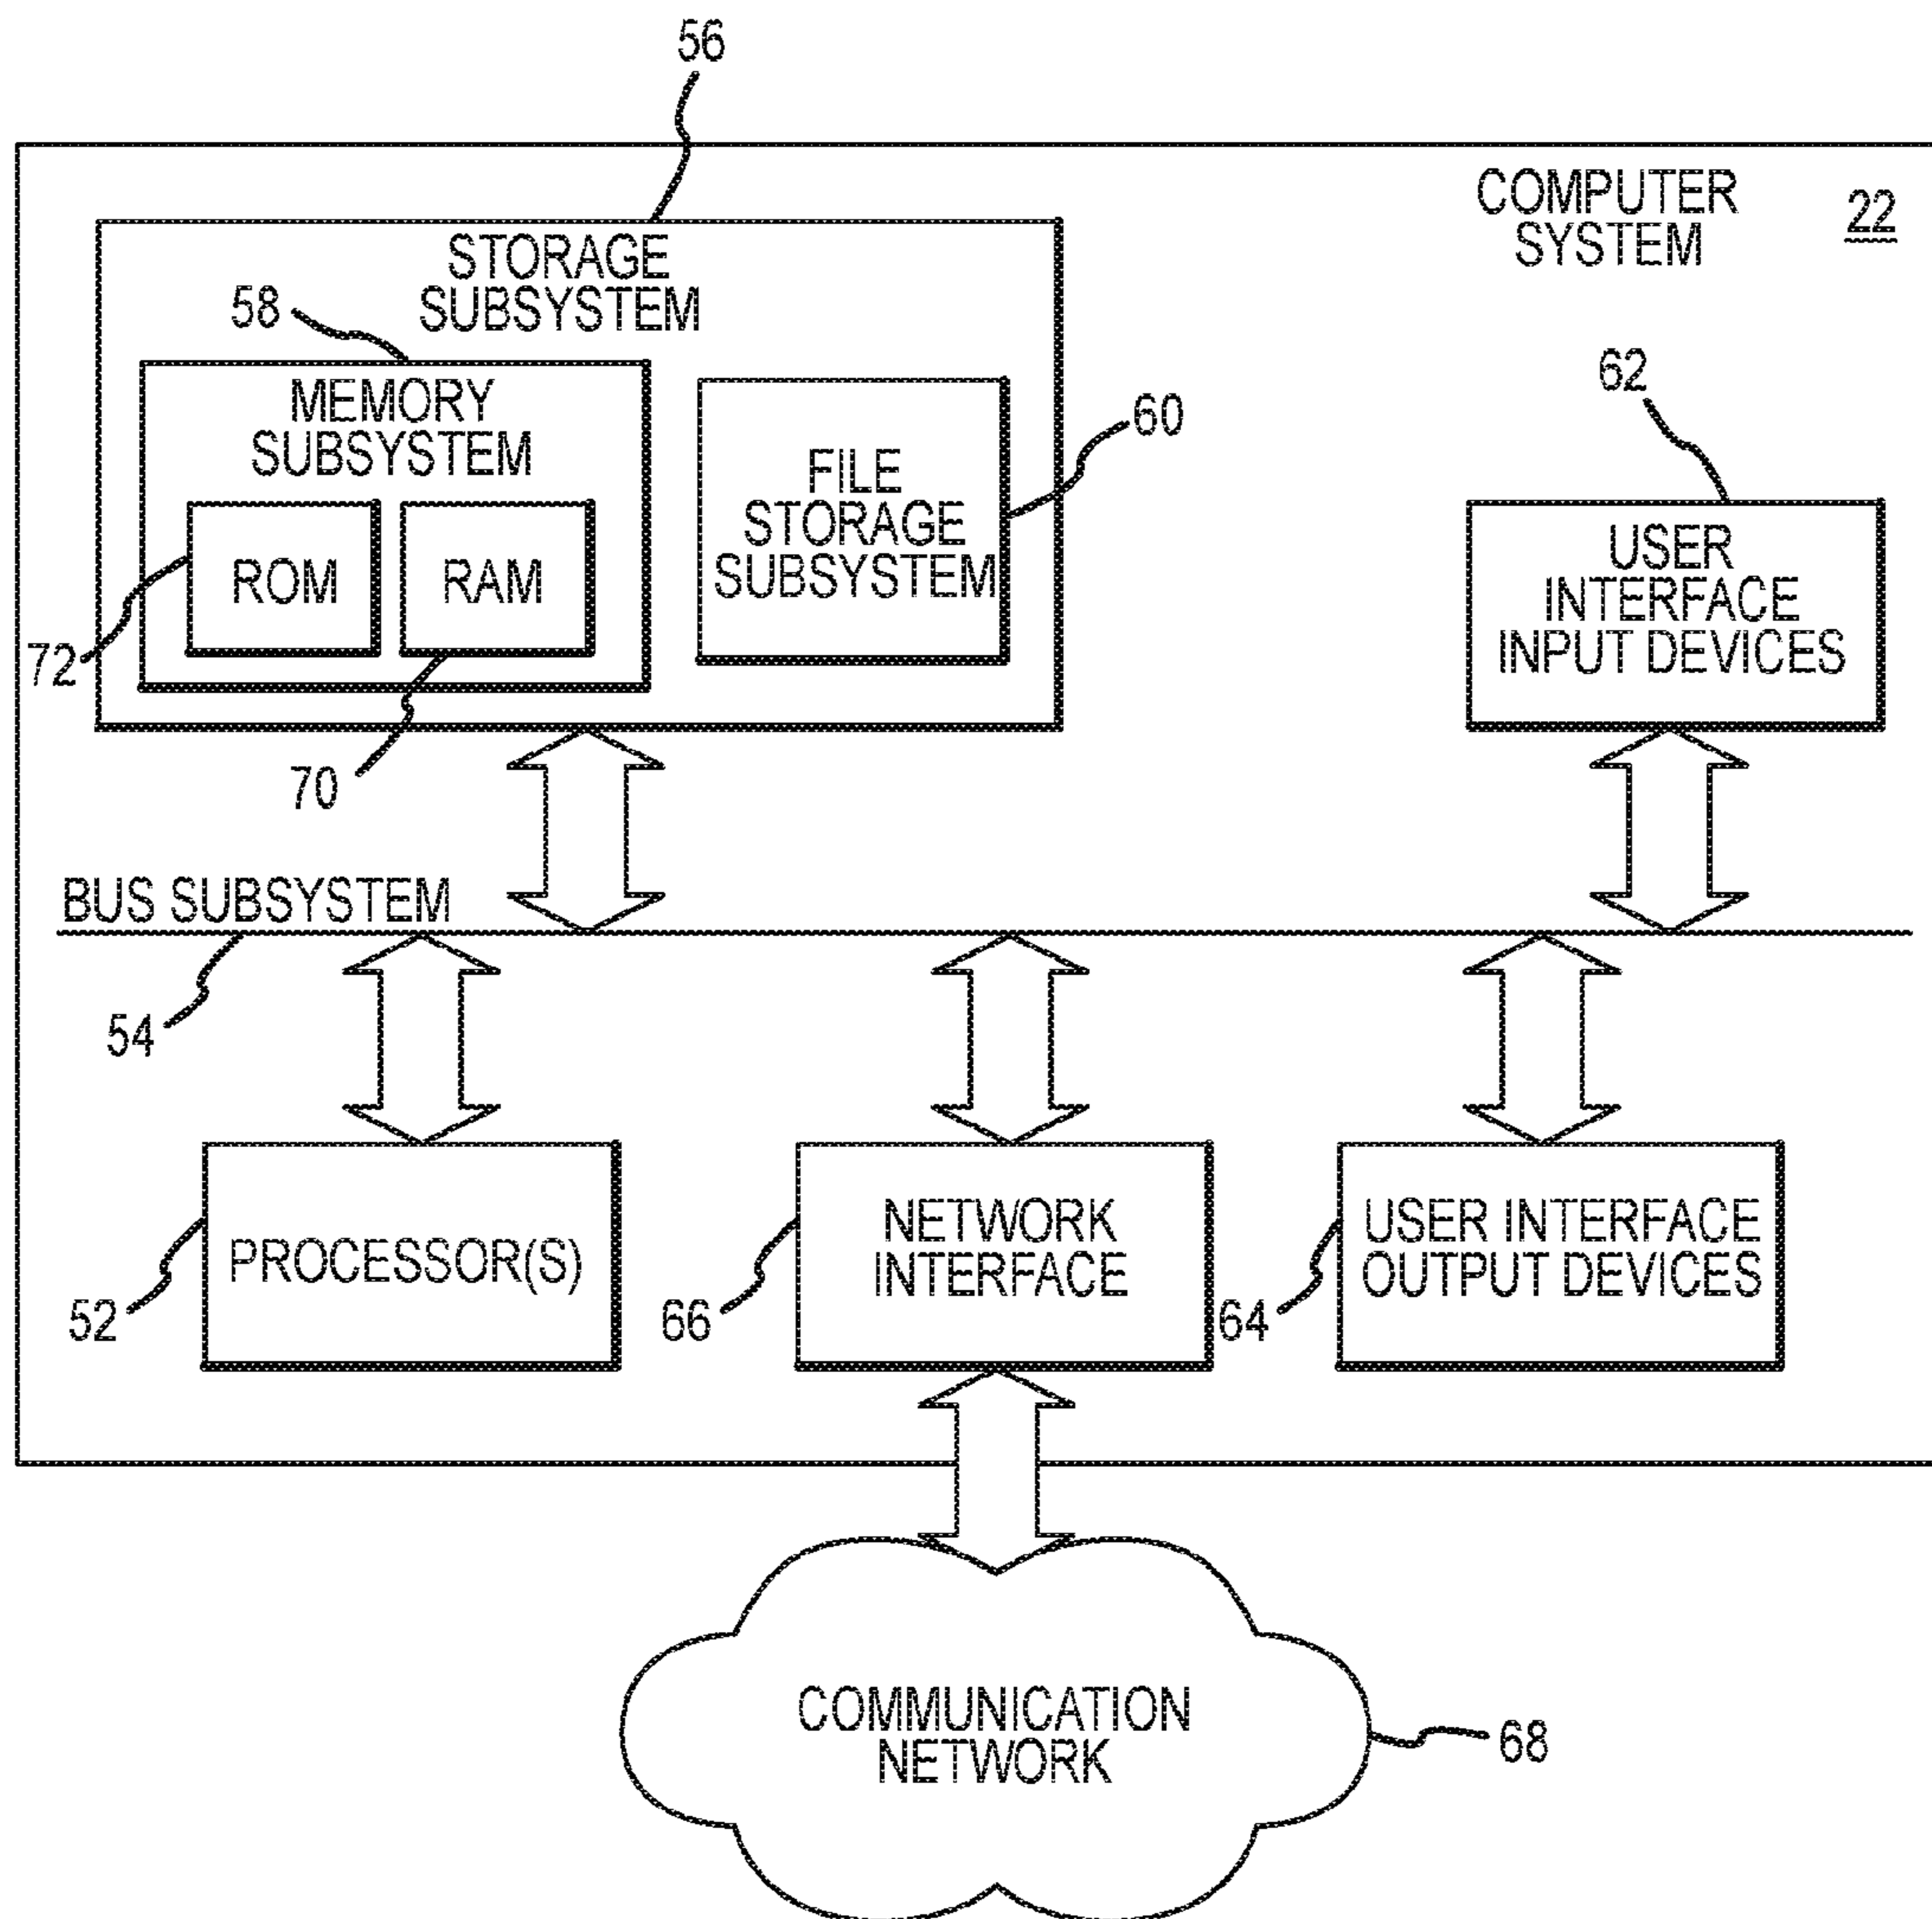 56
COMPUTER
SYSTEM
22
STORAGE
SUBSYSTEM
58
MEMORY
SUBSYSTEM
62
60
FILE
STORAGE
SUBSYSTEM
ROM
RAM
USER
INTERFACE
INPUT DEVICES
72
70
BUS SUBSYSTEM
54
PROCESSOR(S)
NETWORK
INTERFACE
USER INTERFACE
OUTPUT DEVICES
52
66
64
COMMUNICATION
NETWORK
68